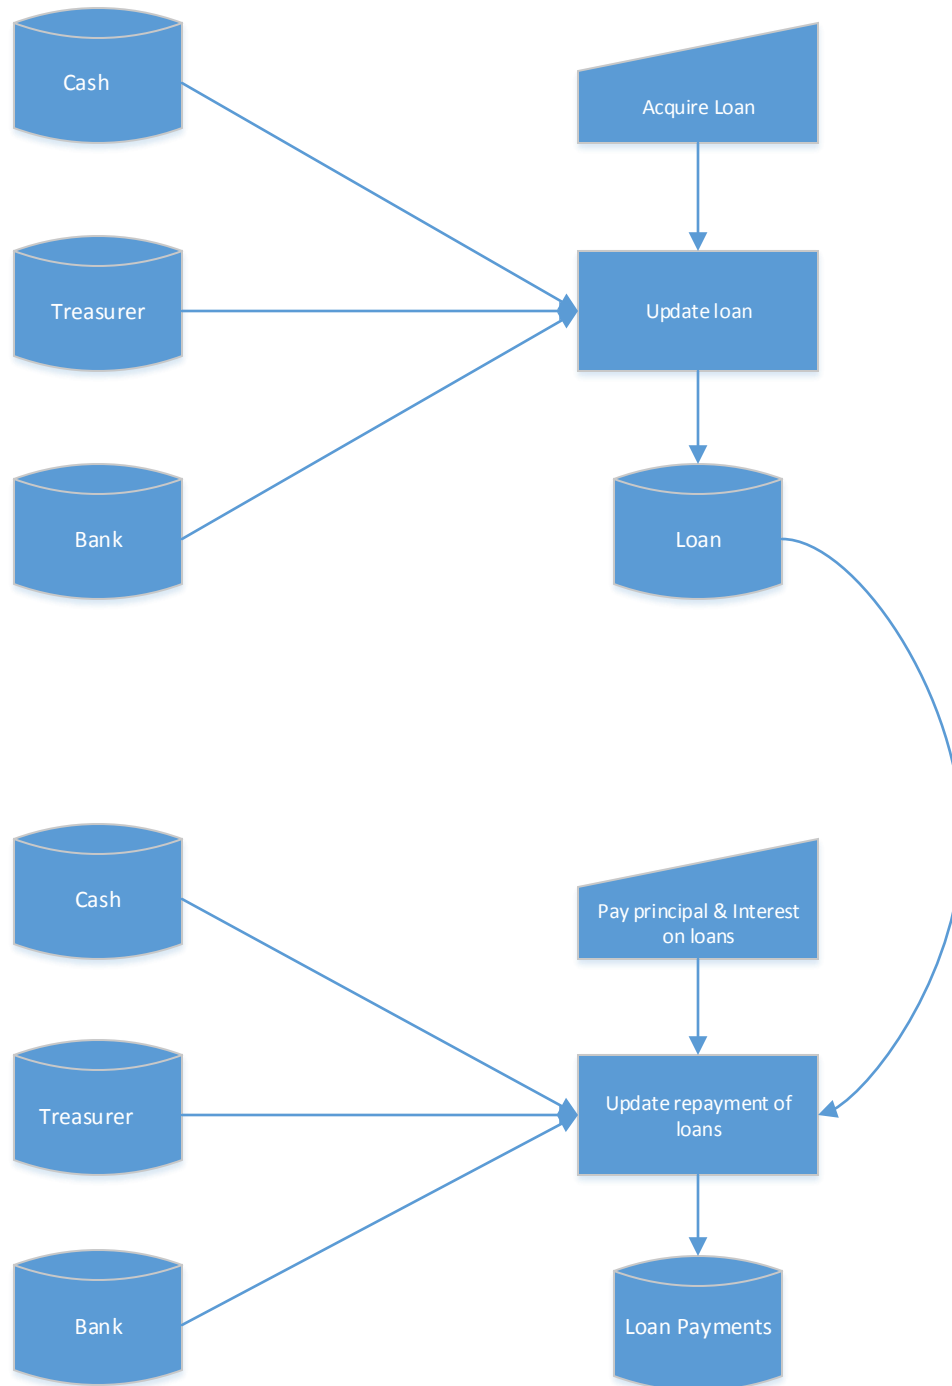 Cash
Acquire Loan
Treasurer
Update loan
Bank
Loan
Cash
Pay principal & Interest
on loans
Treasurer
Update repayment of
loans
Bank
Loan Payments